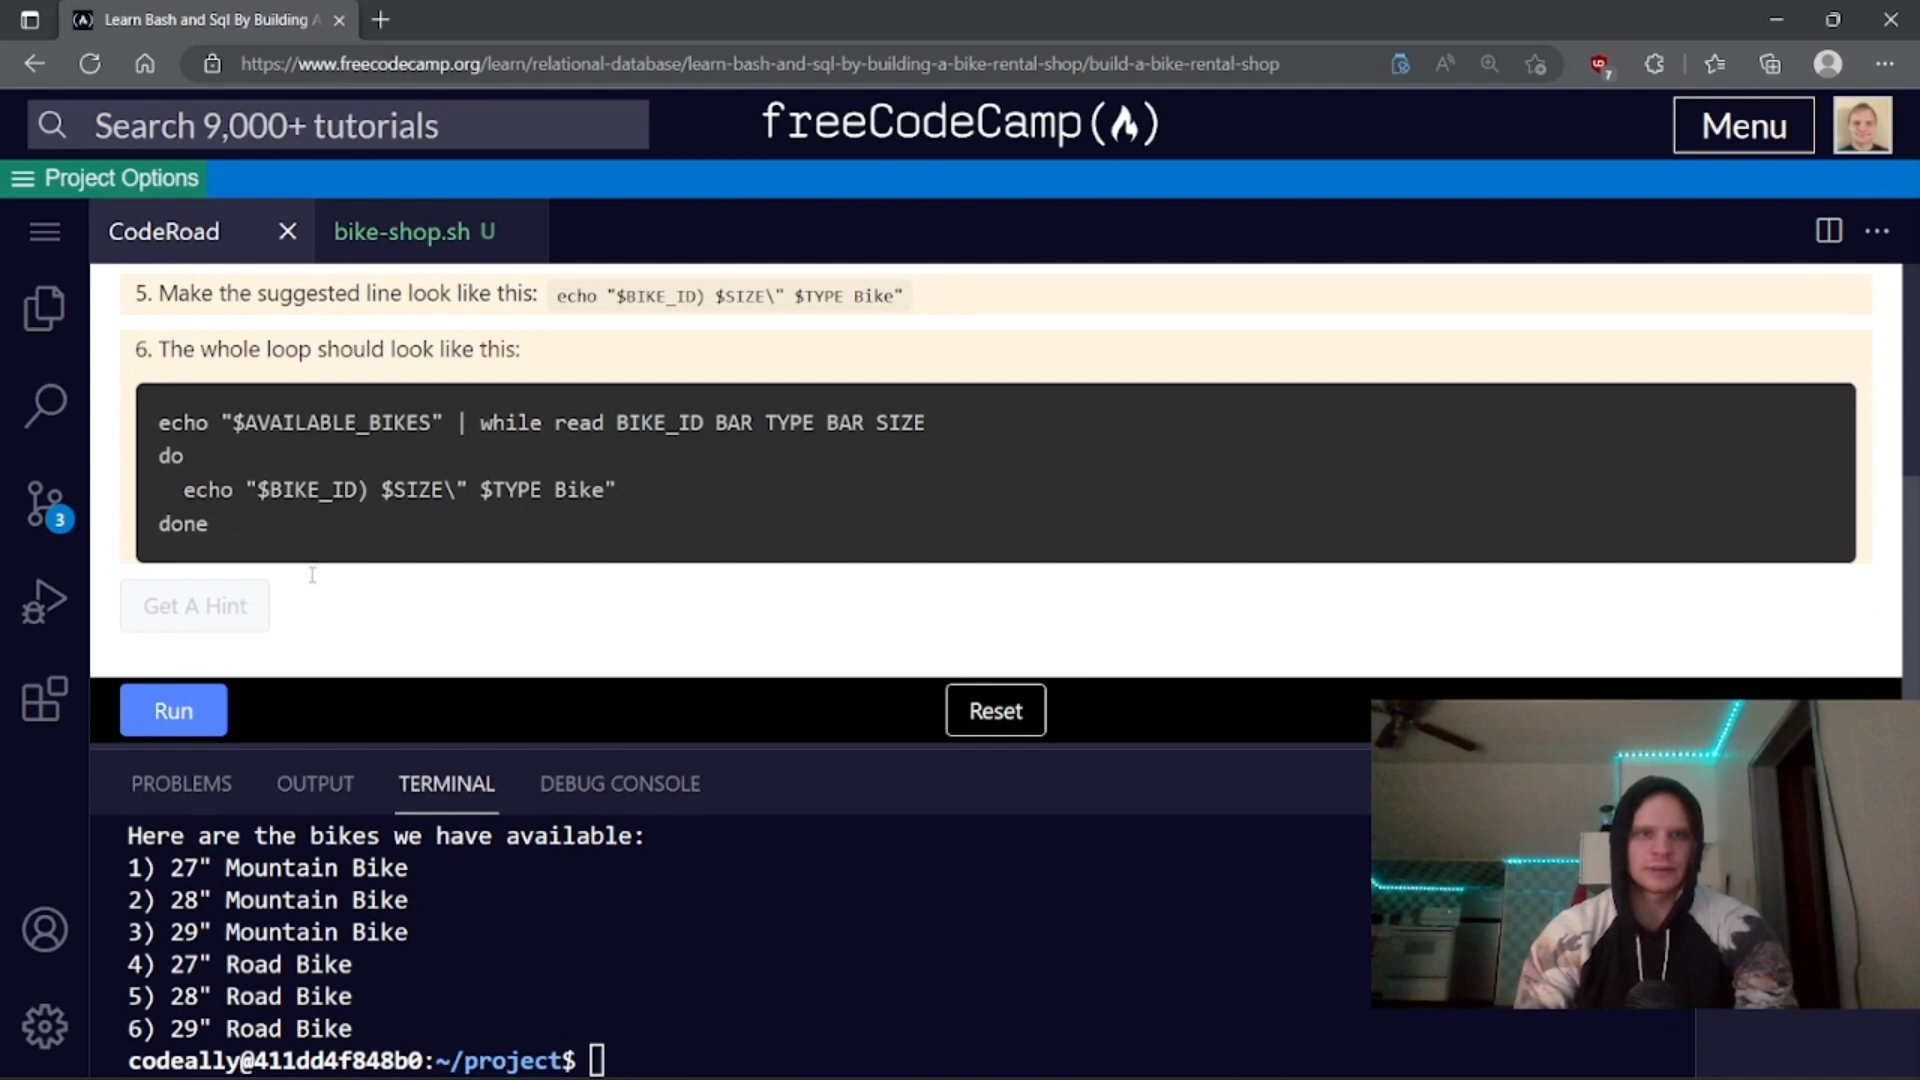 Learn Bash and Sql By Building A
https://www.freecodecamp.org/learn/relational-database/learn-bash-and-sql-by-building-a-bike-rental-shop/build-a-bike-rental-shop
7
Search 9,000+ tutorials
freeCodeCamp
Menu
Project Options
CodeRoad
bike-shop.sh U
5. Make the suggested line look like this: echo "$BIKE_ID) $SIZE\" $TYPE Bike"
6. The whole loop should look like this:
echo "$AVAILABLE_BIKES" | while read BIKE_ID BAR TYPE BAR SIZE
do
echo "$BIKE_ID) $SIZE\" $TYPE Bike"
done
3
Get A Hint
Run
Reset
PROBLEMS
OUTPUT
TERMINAL
DEBUG CONSOLE
Here are the bikes we have available:
1) 27" Mountain Bike
2) 28" Mountain Bike
3) 29" Mountain Bike
4) 27" Road Bike
5) 28" Road Bike
6) 29" Road Bike
codeally@411dd4f848b0:~/project$